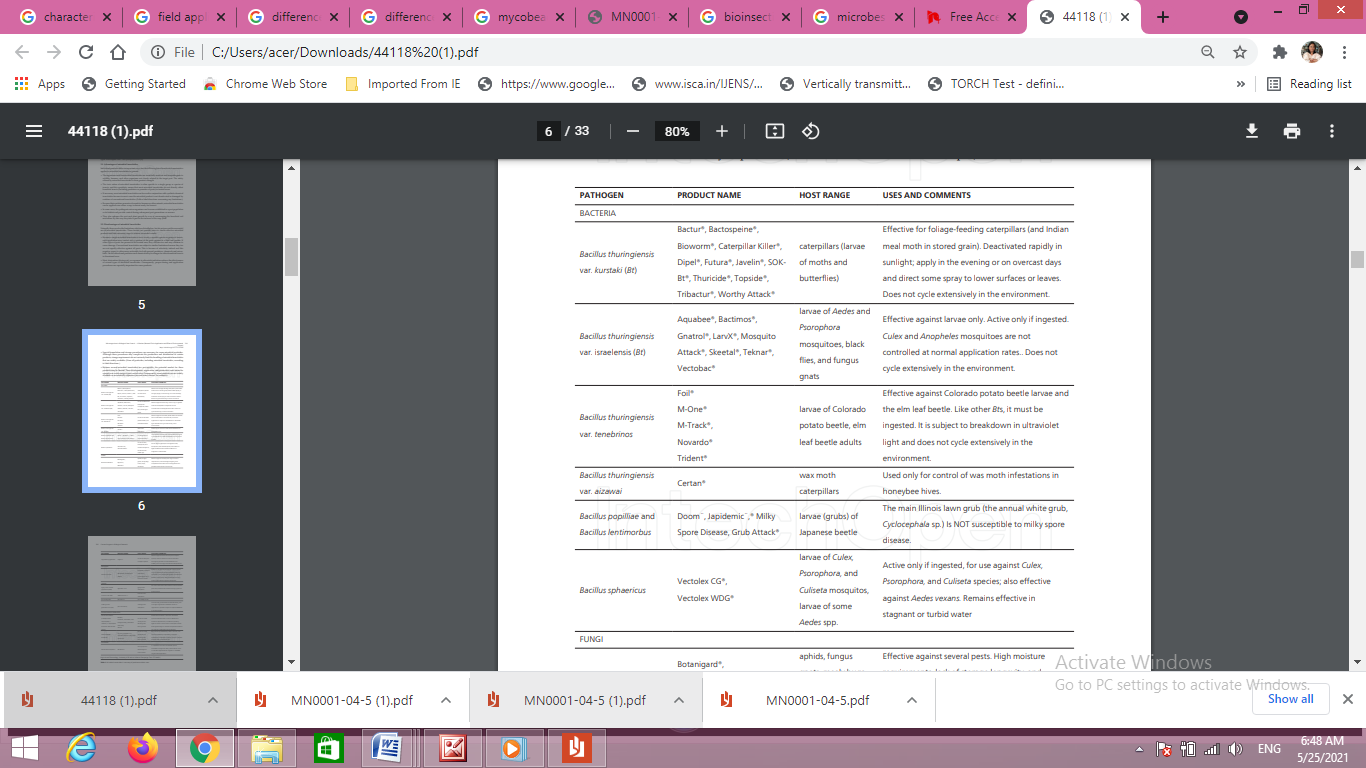 character
field appl
difference
difference
mycobea
MN0001
bioinsect
microbes
Free Acce
44118 (1)
File C:/Users/acer/Downloads/44118%20(1).pdf
Apps Getting Started Chrome Web Store Imported From IE https://www.google... www.isca.in/IJENS/... Vertically transmitt... TORCH Test - defini... » Reading list
44118 (1).pdf 6 / 33 80%
5
6
PATHOGEN PRODUCT NAME HOST RANGE USES AND COMMENTS
BACTERIA
Bacillus thuringiensis
var. kurstaki (Bt)
Bactur®, Bactospeine®,
Bioworm®, Caterpillar Killer®,
Dipel®, Futura®, Javelin®, SOK-
Bt®, Thuricide®, Topside®,
Tribactur®, Worthy Attack®
caterpillars (larvae
of moths and
butterflies)
Effective for foliage-feeding caterpillars (and Indian
meal moth in stored grain). Deactivated rapidly in
sunlight; apply in the evening or on overcast days
and direct some spray to lower surfaces or leaves.
Does not cycle extensively in the environment.
Bacillus thuringiensis
var. israelensis (Bt)
Aquabee®, Bactimos®,
Gnatrol®, LarvX®, Mosquito
Attack®, Skeetal®, Teknar®,
Vectobac®
larvae of Aedes and
Psorophora
mosquitoes, black
flies, and fungus
gnats
Effective against larvae only. Active only if ingested.
Culex and Anopheles mosquitoes are not
controlled at normal application rates.. Does not
cycle extensively in the environment.
Bacillus thuringiensis
var. tenebrinos
Foil®
M-One®
M-Track®,
Novardo®
Trident®
larvae of Colorado
potato beetle, elm
leaf beetle adults
Effective against Colorado potato beetle larvae and
the elm leaf beetle. Like other Bts, it must be
ingested. It is subject to breakdown in ultraviolet
light and does not cycle extensively in the
environment.
Bacillus thuringiensis
var. aizawai
Certan®
wax moth
caterpillars
Used only for control of was moth infestations in
honeybee hives.
Bacillus popilliae and
Bacillus lentimorbus
Doom¨, Japidemic¨,® Milky
Spore Disease, Grub Attack®
larvae (grubs) of
Japanese beetle
The main Illinois lawn grub (the annual white grub,
Cyclocephala sp.) Is NOT susceptible to milky spore
disease.
Bacillus sphaericus
Vectolex CG®,
Vectolex WDG®
larvae of Culex,
Psorophora, and
Culiseta mosquitos,
larvae of some
Aedes spp.
Active only if ingested, for use against Culex,
Psorophora, and Culiseta species; also effective
against Aedes vexans. Remains effective in
stagnant or turbid water
FUNGI
Botanigard®,
aphids, fungus
Effective against several pests. High moisture
IntechOpen
Activate Windows
Go to PC settings to activate Windows.
44118 (1).pdf MN0001-04-5 (1).pdf MN0001-04-5 (1).pdf MN0001-04-5.pdf Show all
ENG
6:48 AM
5/25/2021